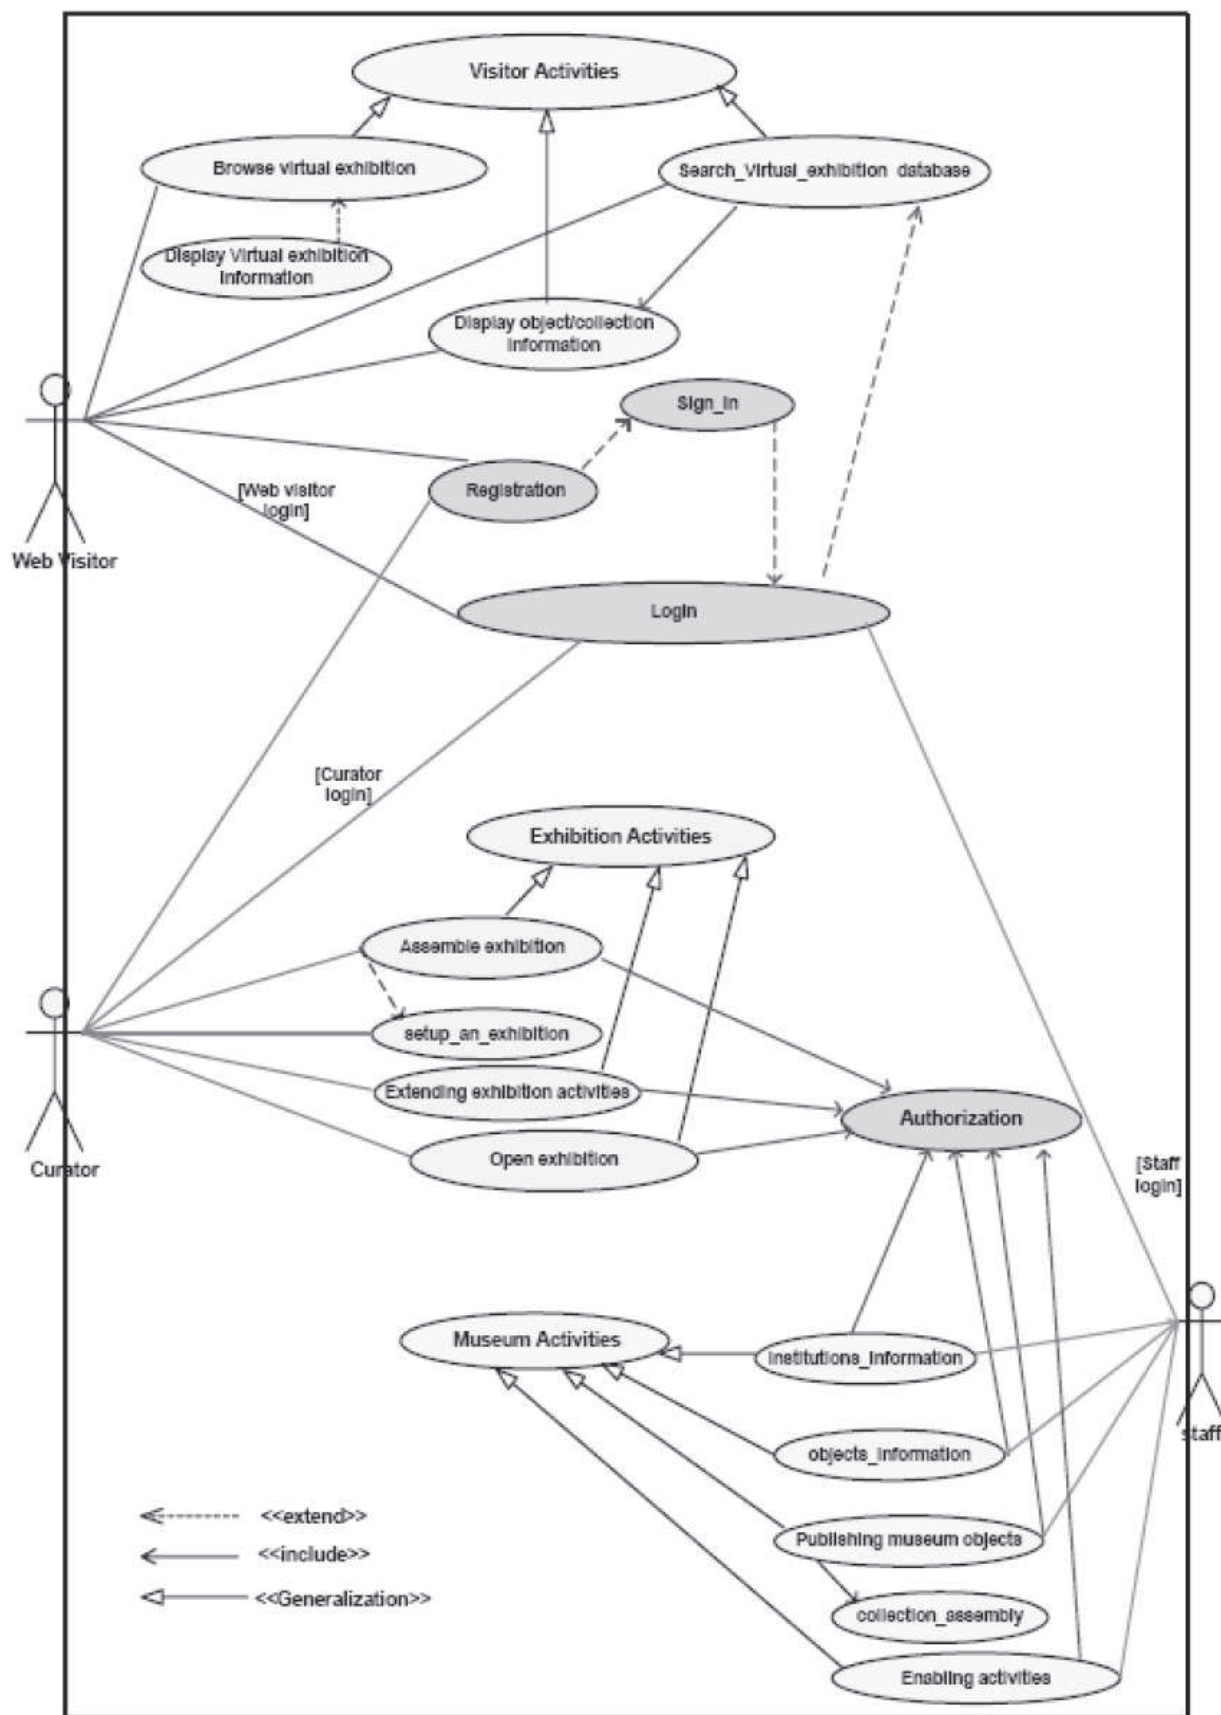 Visitor Activities
Browse virtual exhibition
Search_Virtual_exhibition database
Display Virtual exhibition
Information
Display object/collection
Information
Sign_In
Registration
[Web visitor
login]
Web Visitor
Login
[Curator
login]
Exhibition Activities
Assemble exhibition
setup_an_exhibition
Extending exhibition activities
Authorization
Open exhibition
Curator
[Staff
login]
Museum Activities
Institutions_Information
staff
objects_Information
<<extend>>
Publishing museum objects
<<include>>
<<Generalization>>
collection_assembly
Enabling activities